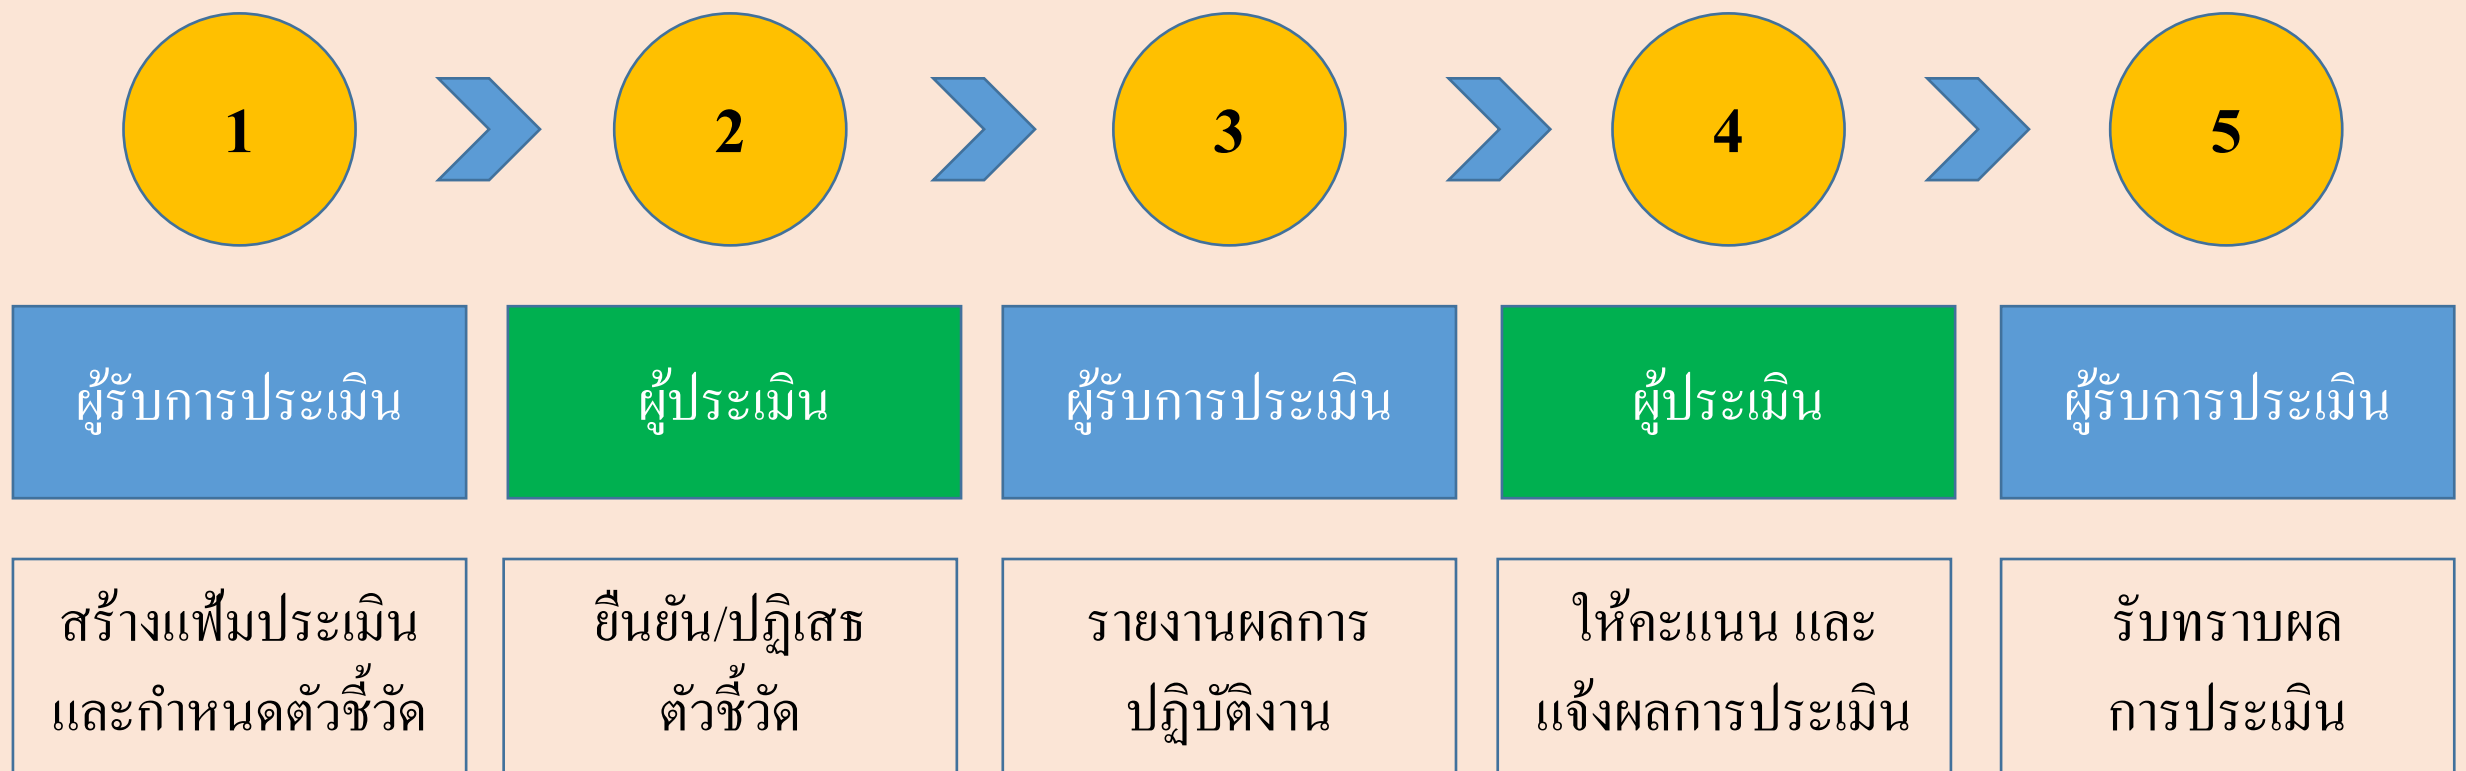 1
2
3
4
5
ผู้รับการประเมิน
ผู้ประเมิน
ผู้รับการประเมิน
ผู้ประเมิน
ผู้รับการประเมิน
สร้างแฟ้มประเมิน
และกำหนดตัวชี้วัด
ยืนยัน/ปฏิเสธ
ตัวชี้วัด
รายงานผลการ
ปฏิบัติงาน
ให้คะแนน และ
แจ้งผลการประเมิน
รับทราบผล
การประเมิน